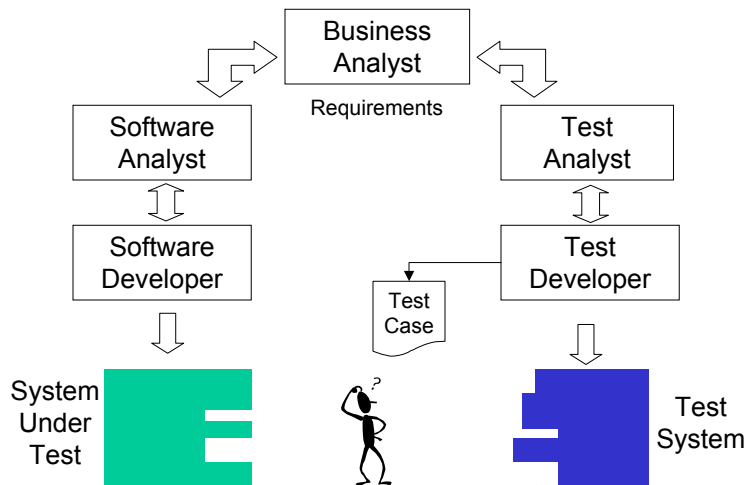 Business
Analyst
Requirements
Software
Analyst
Test
Analyst
Software
Developer
Test
Developer
Test
Case
System
Under
Test
?
Test
System